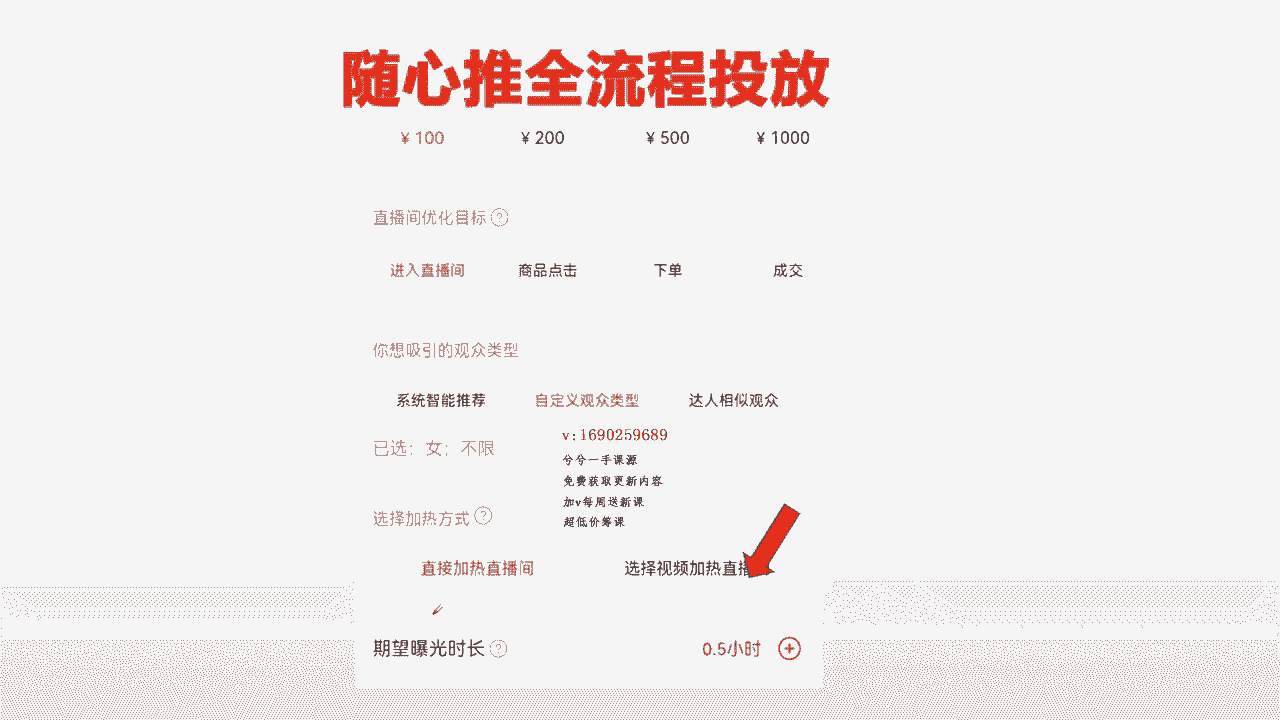 随心推全流程投放
¥ 100 ¥ 200 ¥ 500 ¥ 1000
直播间优化目标 ?
进入直播间 商品点击 下单 成交
你想吸引的观众类型
系统智能推荐 自定义观众类型 达人相似观众
已选：女；不限
v:1690259689
兮兮一手课源
免费获取更新内容
加v每周送新课
超低价筹课
选择加热方式 ?
直接加热直播间 选择视频加热直播
期望曝光时长 ? 0.5小时 +